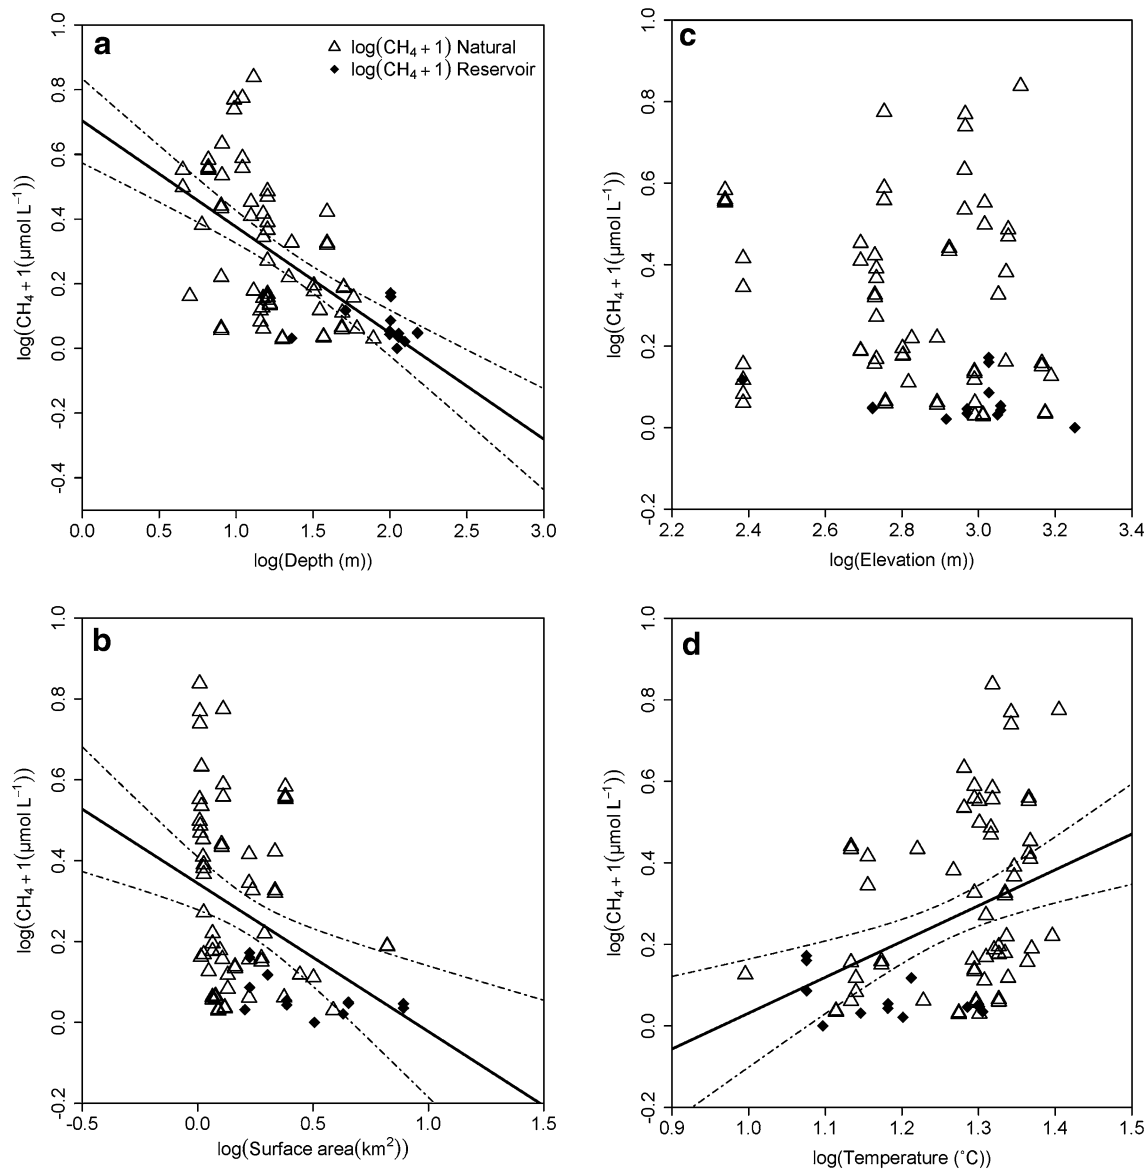 a
log(CH₄ + 1) Natural
log(CH₄ + 1) Reservoir
1.0
0.8
0.6
0.4
0.2
0.0
-0.2
-0.4
log(CH₄ + 1(μmol L⁻¹))
0.0 0.5 1.0 1.5 2.0 2.5 3.0
log(Depth (m))
c
1.0
0.8
0.6
0.4
0.2
0.0
-0.2
log(CH₄ + 1(μmol L⁻¹))
2.2 2.4 2.6 2.8 3.0 3.2 3.4
log(Elevation (m))
b
1.0
0.8
0.6
0.4
0.2
0.0
-0.2
log(CH₄ + 1(μmol L⁻¹))
-0.5 0.0 0.5 1.0 1.5
log(Surface area(km²))
d
1.0
0.8
0.6
0.4
0.2
0.0
-0.2
log(CH₄ + 1(μmol L⁻¹))
0.9 1.0 1.1 1.2 1.3 1.4 1.5
log(Temperature (˚C))